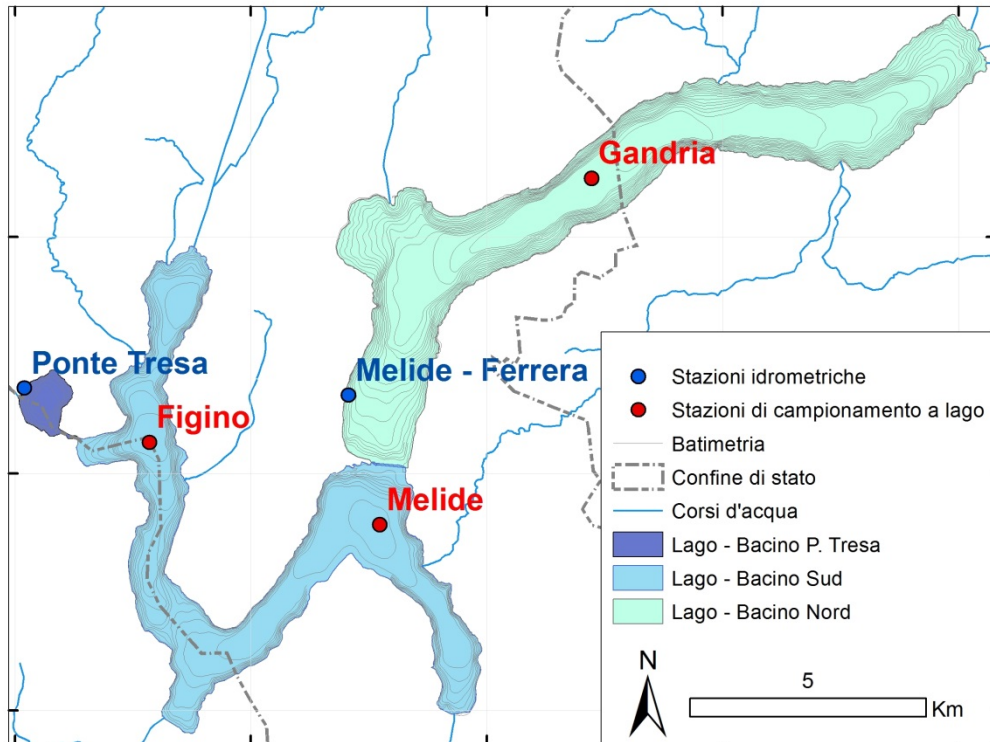 Gandria
Ponte Tresa
Melide - Ferrera
Figino
Melide
Stazioni idrometriche
Stazioni di campionamento a lago
Batimetria
Confine di stato
Corsi d'acqua
Lago - Bacino P. Tresa
Lago - Bacino Sud
Lago - Bacino Nord
N
5
Km